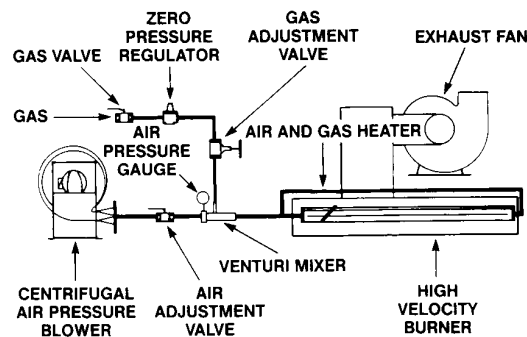 ZERO
PRESSURE
REGULATOR
GAS
ADJUSTMENT
VALVE
EXHAUST FAN
GAS VALVE
GAS
AIR
PRESSURE
GAUGE
AIR AND GAS HEATER
VENTURI MIXER
CENTRIFUGAL
AIR PRESSURE
BLOWER
AIR
ADJUSTMENT
VALVE
HIGH
VELOCITY
BURNER